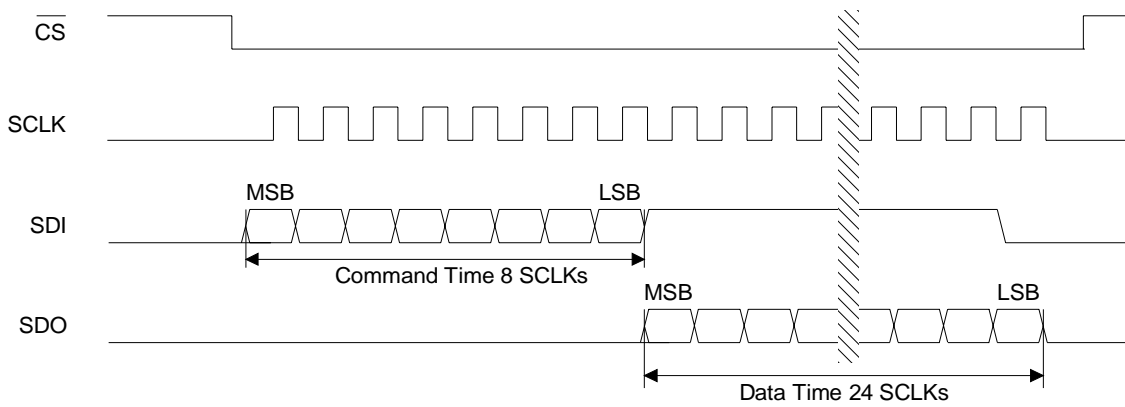 CS
SCLK
MSB LSB
SDI
Command Time 8 SCLKs
MSB LSB
SDO
Data Time 24 SCLKs